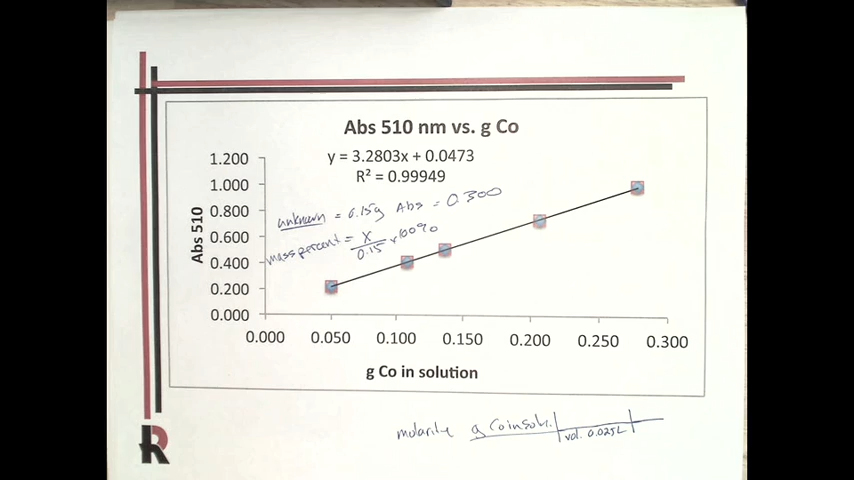 Abs 510 nm vs. g Co
y = 3.2803x + 0.0473
R² = 0.99949
1.200
1.000
0.800
0.600
0.400
0.200
0.000
Abs 510
unknown = 0.15g Abs = 0.300
mass percent = x / 0.15 × 100%
0.000 0.050 0.100 0.150 0.200 0.250 0.300
g Co in solution
molarite g Co in soln.
vol. 0.025L
R